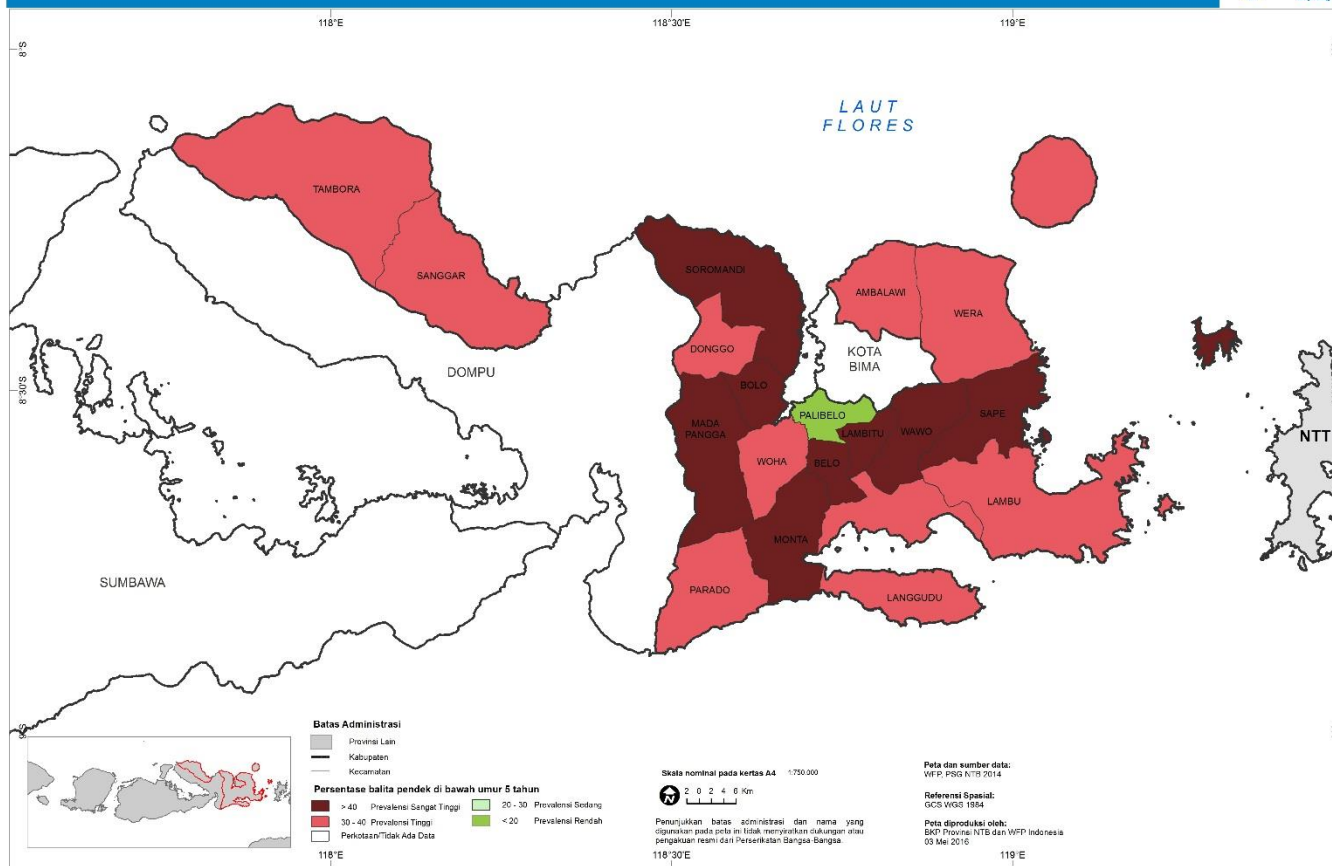 118°E
118°30'E
119°E
8°S
LAUT
FLORES
TAMBORA
SANGGAR
SOROMANDI
AMBALAWI
WERA
DONGGO
KOTA
BIMA
DOMPU
8°30'S
BOLO
PALIBELO
SAPE
MADA
PANGGA
LAMBITU
WAWO
NTT
WOHA
BELO
LAMBU
MONTA
SUMBAWA
PARADO
LANGGUDU
Batas Administrasi
Provinsi Lain
Kabupaten
Kecamatan
Persentase balita pendek di bawah umur 5 tahun
> 40 Prevalensi Sangat Tinggi
20 - 30 Prevalensi Sedang
30 - 40 Prevalensi Tinggi
< 20 Prevalensi Rendah
Perkotaan/Tidak Ada Data
Skala nominal pada kertas A4 1:750.000
2 0 2 4 6 Km
Penunjukkan batas administrasi dan nama yang
digunakan pada peta ini tidak menyiratkan dukungan atau
pengakuan resmi dari Perserikatan Bangsa-Bangsa.
Peta dan sumber data:
WFP, PSG NTB 2014
Referensi Spasial:
GCS WGS 1984
Peta diproduksi oleh:
BKP Provinsi NTB dan WFP Indonesia
03 Mei 2016
118°E
118°30'E
119°E